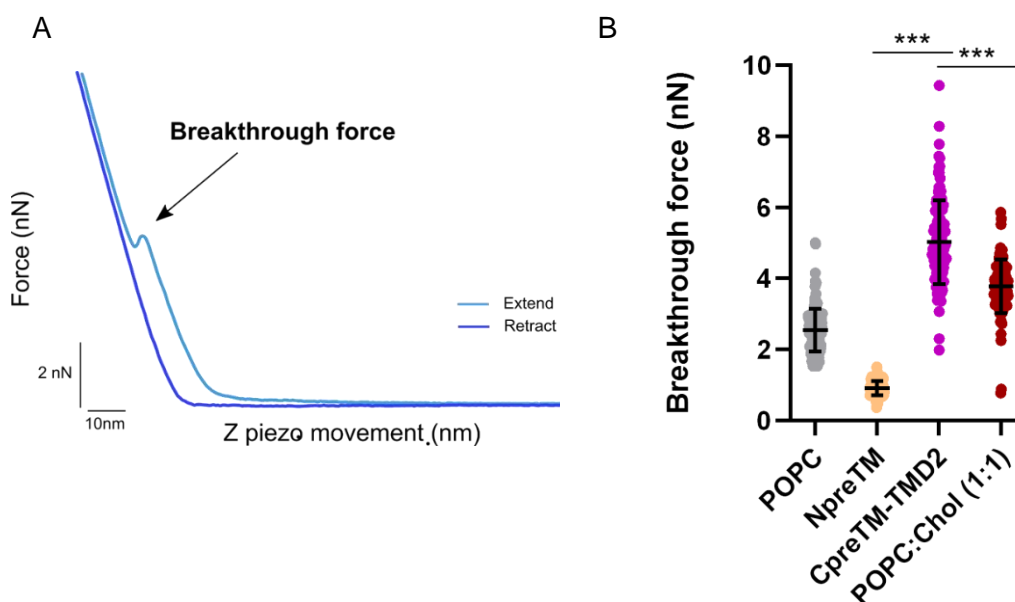 A
Breakthrough force
Force (nN)
Extend
Retract
2 nN
10nm
Z piezo movement (nm)
B
***
***
Breakthrough force (nN)
10
8
6
4
2
0
POPC
NpreTM
CpreTM-TMD2
POPC:Chol (1:1)